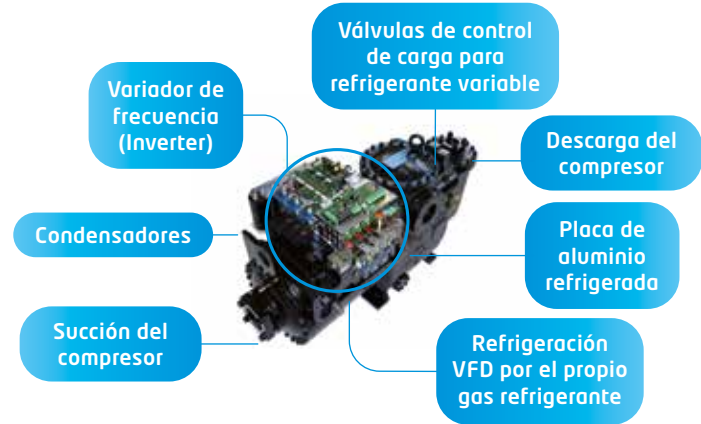 Válvulas de control
de carga para
refrigerante variable
Variador de
frecuencia
(Inverter)
Descarga del
compresor
Condensadores
Placa de
aluminio
refrigerada
Succión del
compresor
Refrigeración
VFD por el propio
gas refrigerante